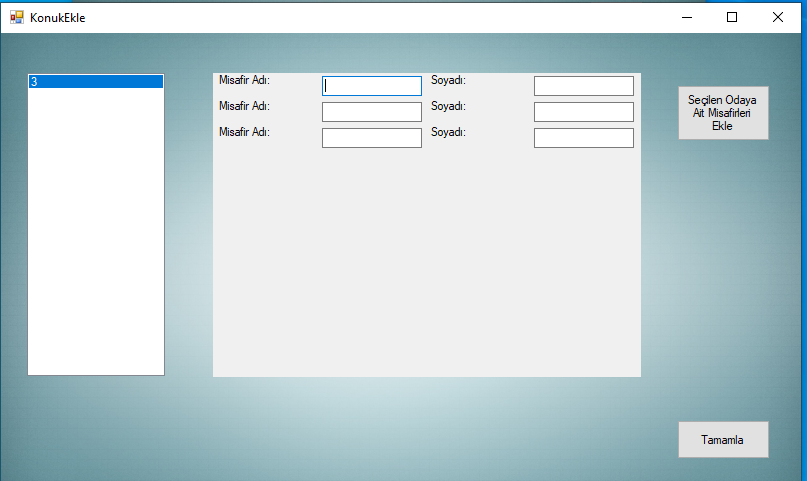 KonukEkle
3
Misafir Adı: Soyadı:
Misafir Adı: Soyadı:
Misafir Adı: Soyadı:
Seçilen Odaya
Ait Misafirleri
Ekle
Tamamla